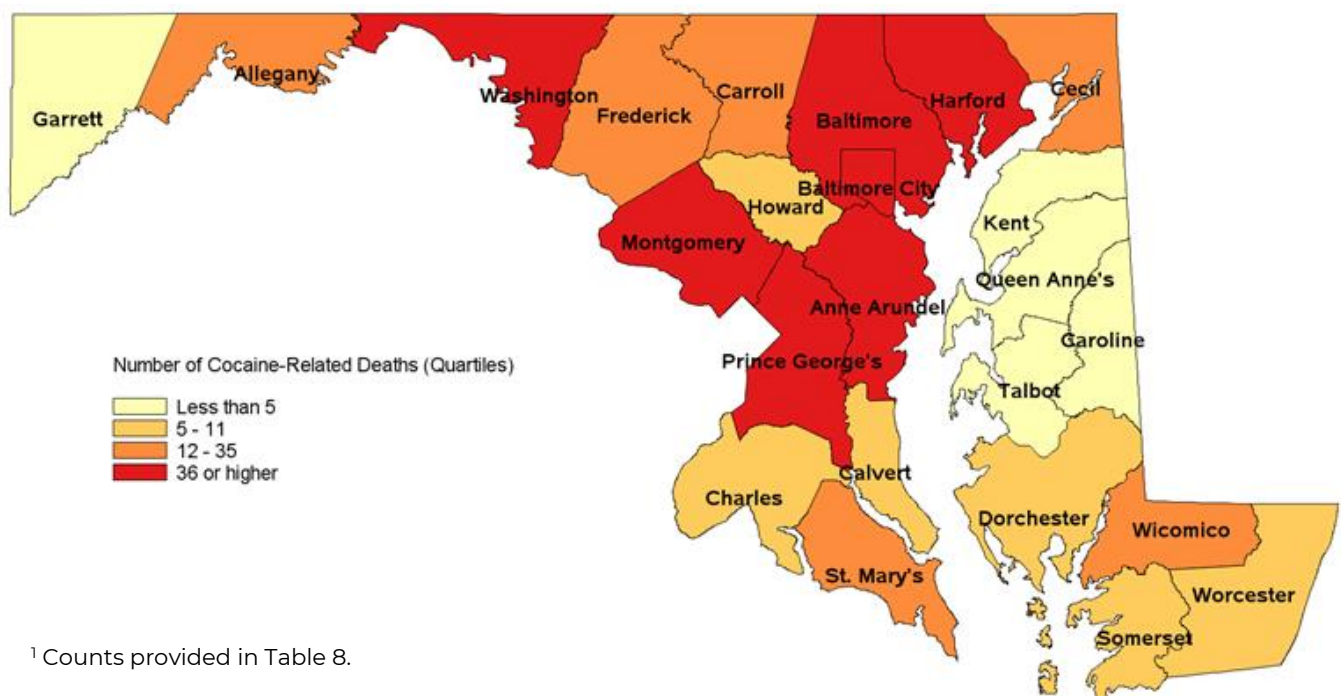 Allegany
Garrett
Washington
Frederick
Carroll
Baltimore
Harford
Cecil
Baltimore City
Howard
Kent
Montgomery
Queen Anne's
Anne Arundel
Caroline
Prince George's
Talbot
Number of Cocaine-Related Deaths (Quartiles)
Less than 5
5 - 11
12 - 35
36 or higher
Calvert
Charles
Dorchester
Wicomico
St. Mary's
Worcester
Somerset
¹ Counts provided in Table 8.